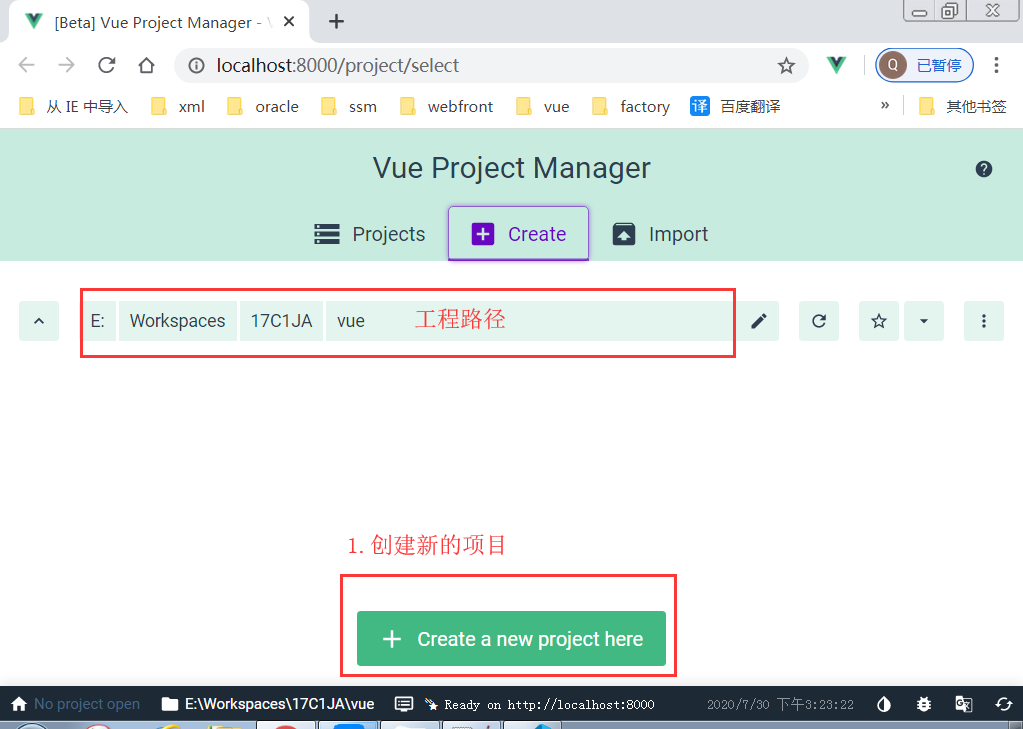 [Beta] Vue Project Manager -
localhost:8000/project/select
Q 已暂停
从 IE 中导入 xml oracle ssm webfront vue factory 译 百度翻译 » 其他书签
Vue Project Manager
Projects Create Import
E: Workspaces 17C1JA vue 工程路径
1. 创建新的项目
Create a new project here
No project open E:\Workspaces\17C1JA\vue Ready on http://localhost:8000 2020/7/30 下午3:23:22